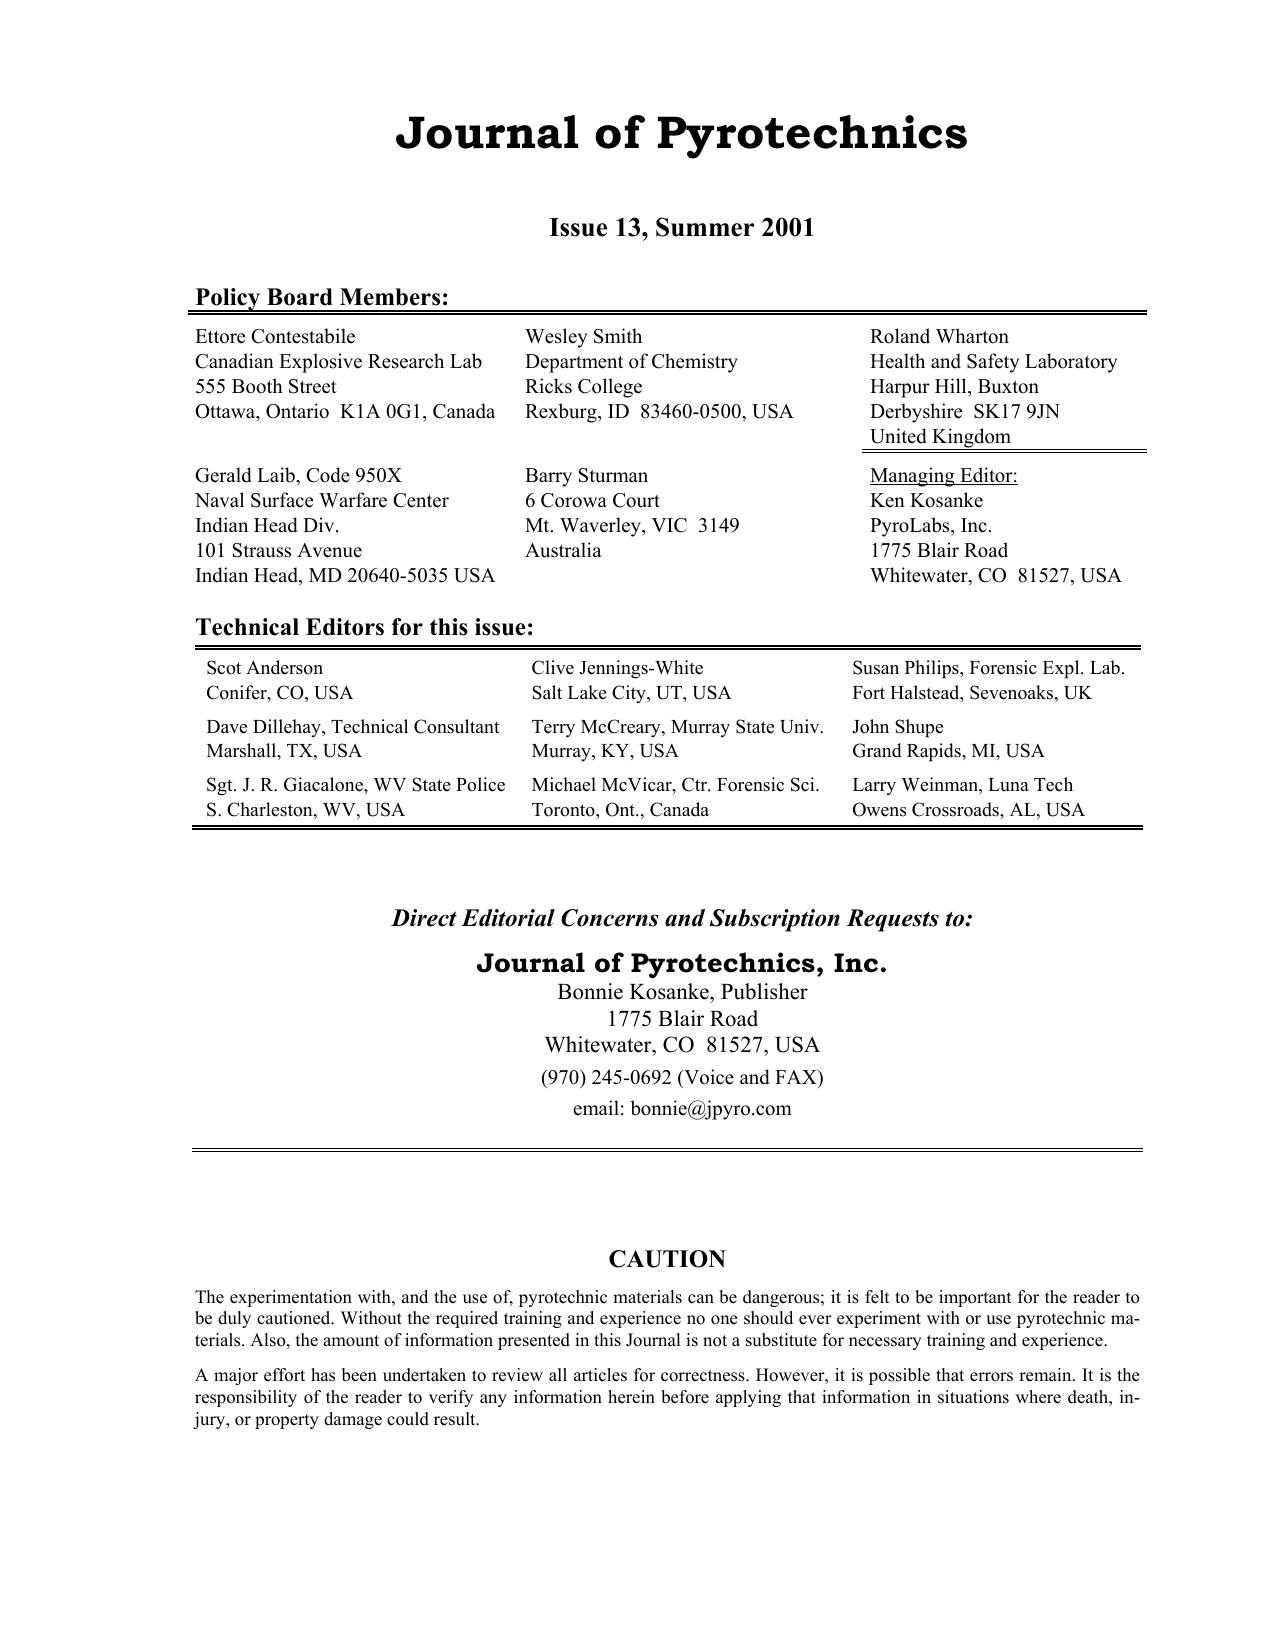 Journal of Pyrotechnics
Issue 13, Summer 2001
Policy Board Members:
Ettore Contestabile
Canadian Explosive Research Lab
555 Booth Street
Ottawa, Ontario  K1A 0G1, Canada
Wesley Smith
Department of Chemistry
Ricks College
Rexburg, ID  83460-0500, USA
Roland Wharton
Health and Safety Laboratory
Harpur Hill, Buxton
Derbyshire  SK17 9JN
United Kingdom
Gerald Laib, Code 950X
Naval Surface Warfare Center
Indian Head Div.
101 Strauss Avenue
Indian Head, MD 20640-5035 USA
Barry Sturman
6 Corowa Court
Mt. Waverley, VIC  3149
Australia
Managing Editor:
Ken Kosanke
PyroLabs, Inc.
1775 Blair Road
Whitewater, CO  81527, USA
Technical Editors for this issue:
Scot Anderson
Conifer, CO, USA
Clive Jennings-White
Salt Lake City, UT, USA
Susan Philips, Forensic Expl. Lab.
Fort Halstead, Sevenoaks, UK
Dave Dillehay, Technical Consultant
Marshall, TX, USA
Terry McCreary, Murray State Univ.
Murray, KY, USA
John Shupe
Grand Rapids, MI, USA
Sgt. J. R. Giacalone, WV State Police
S. Charleston, WV, USA
Michael McVicar, Ctr. Forensic Sci.
Toronto, Ont., Canada
Larry Weinman, Luna Tech
Owens Crossroads, AL, USA
Direct Editorial Concerns and Subscription Requests to:
Journal of Pyrotechnics, Inc.
Bonnie Kosanke, Publisher
1775 Blair Road
Whitewater, CO  81527, USA
(970) 245-0692 (Voice and FAX)
email: bonnie@jpyro.com
CAUTION
The experimentation with, and the use of, pyrotechnic materials can be dangerous; it is felt to be important for the reader to
be duly cautioned. Without the required training and experience no one should ever experiment with or use pyrotechnic ma-
terials. Also, the amount of information presented in this Journal is not a substitute for necessary training and experience.
A major effort has been undertaken to review all articles for correctness. However, it is possible that errors remain. It is the
responsibility of the reader to verify any information herein before applying that information in situations where death, in-
jury, or property damage could result.